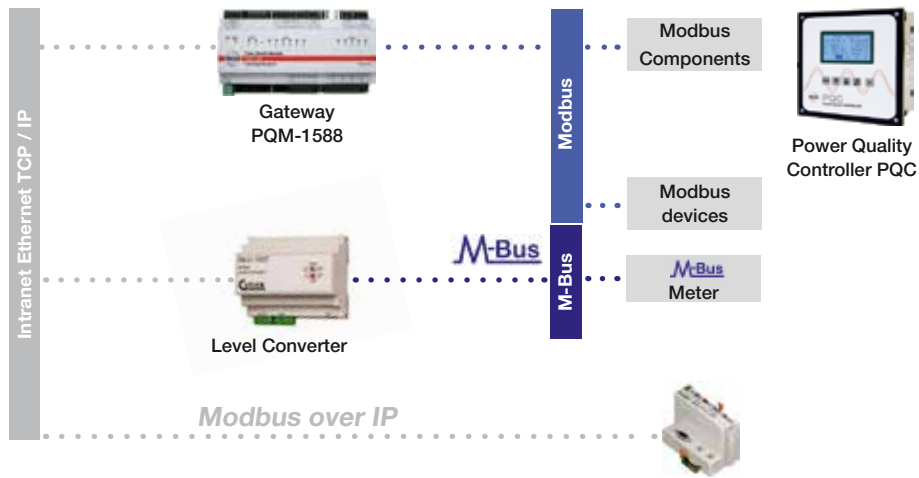 Intranet Ethernet TCP / IP
Gateway
PQM-1588
Modbus
Modbus
Components
PQC
Power Quality
Controller PQC
Modbus
devices
M-Bus
M-Bus
M-Bus
Meter
Level Converter
Modbus over IP